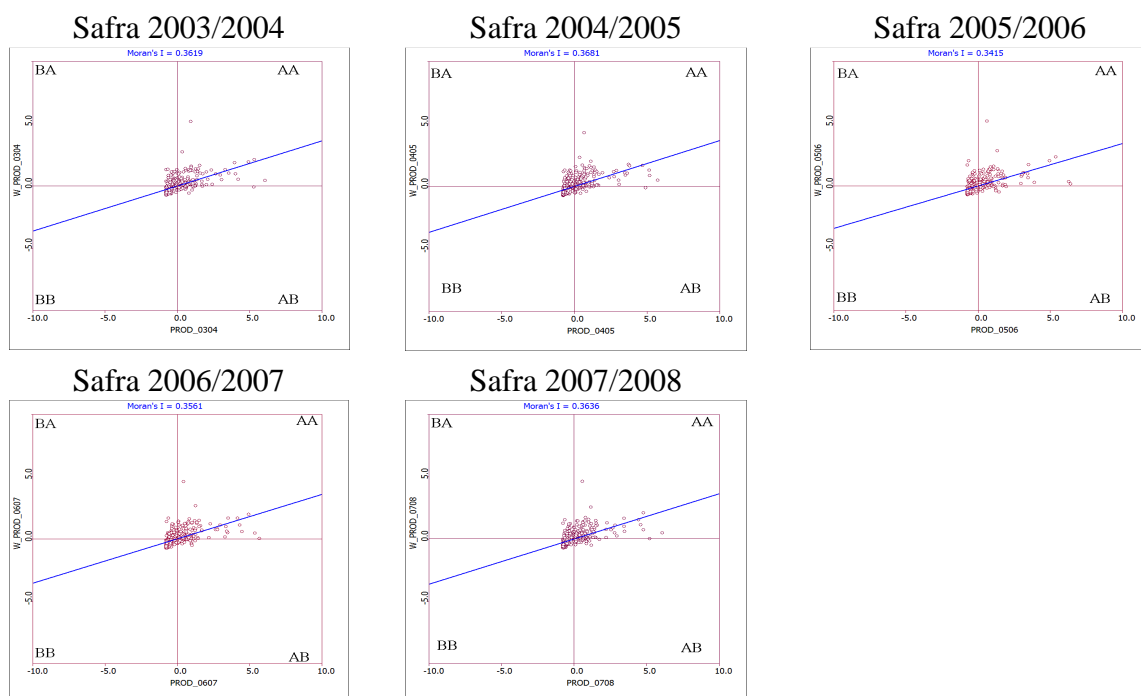 Safra 2003/2004
Moran's I = 0.3619
BA
AA
W_PROD_0304
5.0
0.0
-5.0
BB
AB
-10.0 -5.0 0.0 5.0 10.0
PROD_0304
Safra 2004/2005
Moran's I = 0.3681
BA
AA
W_PROD_0405
5.0
0.0
-5.0
BB
AB
-10.0 -5.0 0.0 5.0 10.0
PROD_0405
Safra 2005/2006
Moran's I = 0.3415
BA
AA
W_PROD_0506
5.0
0.0
-5.0
BB
AB
-10.0 -5.0 0.0 5.0 10.0
PROD_0506
Safra 2006/2007
Moran's I = 0.3561
BA
AA
W_PROD_0607
5.0
0.0
-5.0
BB
AB
-10.0 -5.0 0.0 5.0 10.0
PROD_0607
Safra 2007/2008
Moran's I = 0.3636
BA
AA
W_PROD_0708
5.0
0.0
-5.0
BB
AB
-10.0 -5.0 0.0 5.0 10.0
PROD_0708